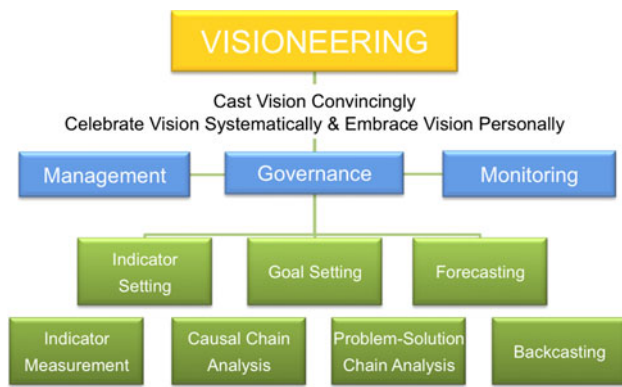 VISIONEERING
Cast Vision Convincingly
Celebrate Vision Systematically & Embrace Vision Personally
Management
Governance
Monitoring
Indicator
Setting
Goal Setting
Forecasting
Indicator
Measurement
Causal Chain
Analysis
Problem-Solution
Chain Analysis
Backcasting